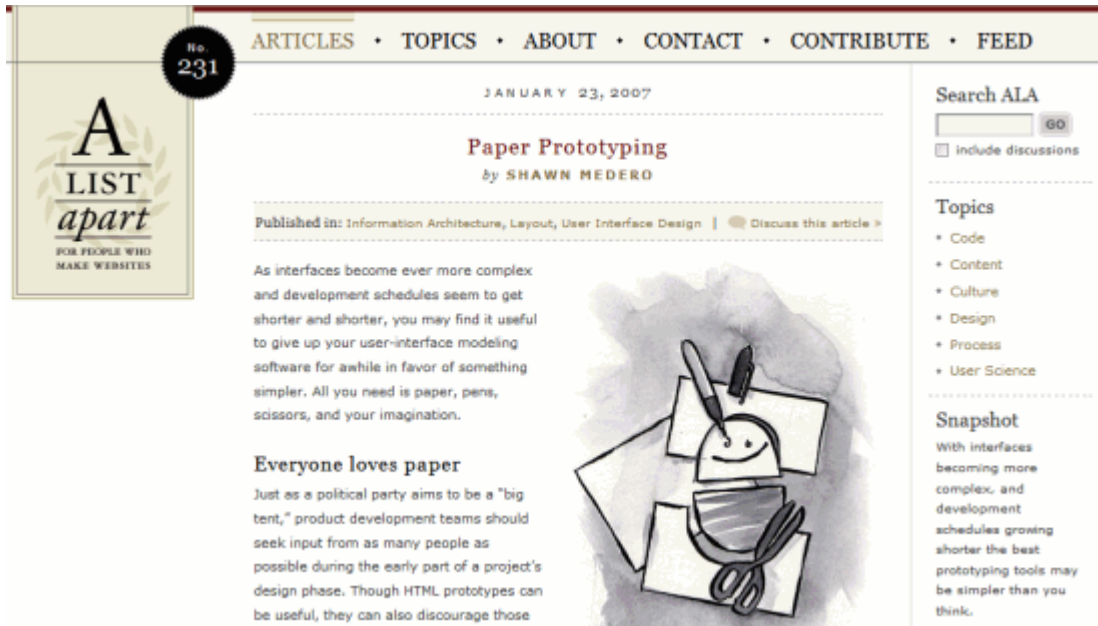 No.
231
A
LIST
apart
FOR PEOPLE WHO
MAKE WEBSITES
ARTICLES • TOPICS • ABOUT • CONTACT • CONTRIBUTE • FEED
JANUARY 23, 2007
Paper Prototyping
by SHAWN MEDERO
Published in: Information Architecture, Layout, User Interface Design | Discuss this article »
As interfaces become ever more complex
and development schedules seem to get
shorter and shorter, you may find it useful
to give up your user-interface modeling
software for awhile in favor of something
simpler. All you need is paper, pens,
scissors, and your imagination.
Everyone loves paper
Just as a political party aims to be a "big
tent," product development teams should
seek input from as many people as
possible during the early part of a project's
design phase. Though HTML prototypes can
be useful, they can also discourage those
Search ALA
GO
include discussions
Topics
• Code
• Content
• Culture
• Design
• Process
• User Science
Snapshot
With interfaces
becoming more
complex, and
development
schedules growing
shorter the best
prototyping tools may
be simpler than you
think.